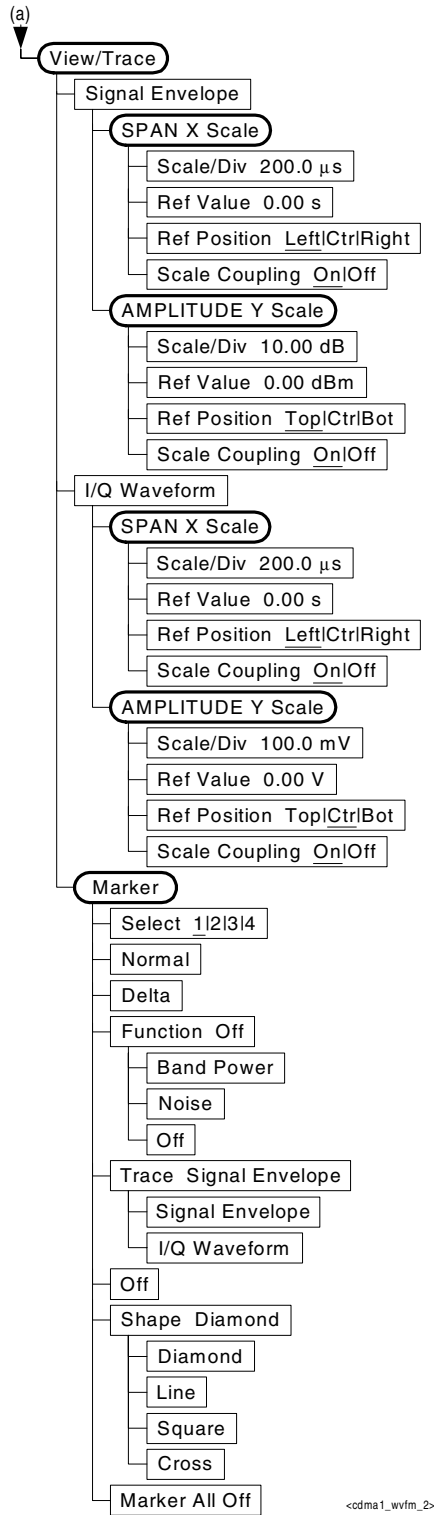 (a)
View/Trace
Signal Envelope
SPAN X Scale
Scale/Div 200.0 μs
Ref Value 0.00 s
Ref Position Left|Ctr|Right
Scale Coupling On|Off
AMPLITUDE Y Scale
Scale/Div 10.00 dB
Ref Value 0.00 dBm
Ref Position Top|Ctr|Bot
Scale Coupling On|Off
I/Q Waveform
SPAN X Scale
Scale/Div 200.0 μs
Ref Value 0.00 s
Ref Position Left|Ctr|Right
Scale Coupling On|Off
AMPLITUDE Y Scale
Scale/Div 100.0 mV
Ref Value 0.00 V
Ref Position Top|Ctr|Bot
Scale Coupling On|Off
Marker
Select 1|2|3|4
Normal
Delta
Function Off
Band Power
Noise
Off
Trace Signal Envelope
Signal Envelope
I/Q Waveform
Off
Shape Diamond
Diamond
Line
Square
Cross
Marker All Off
<cdma1_wvfm_2>